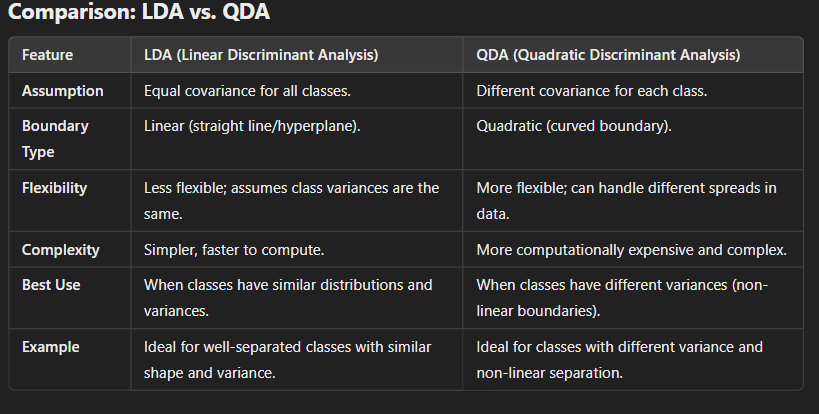 Comparison: LDA vs. QDA
Feature LDA (Linear Discriminant Analysis) QDA (Quadratic Discriminant Analysis)
Assumption Equal covariance for all classes. Different covariance for each class.
Boundary Linear (straight line/hyperplane). Quadratic (curved boundary).
Type
Flexibility Less flexible; assumes class variances are the More flexible; can handle different spreads in
same. data.
Complexity Simpler, faster to compute. More computationally expensive and complex.
Best Use When classes have similar distributions and When classes have different variances (non-
variances. linear boundaries).
Example Ideal for well-separated classes with similar Ideal for classes with different variance and
shape and variance. non-linear separation.